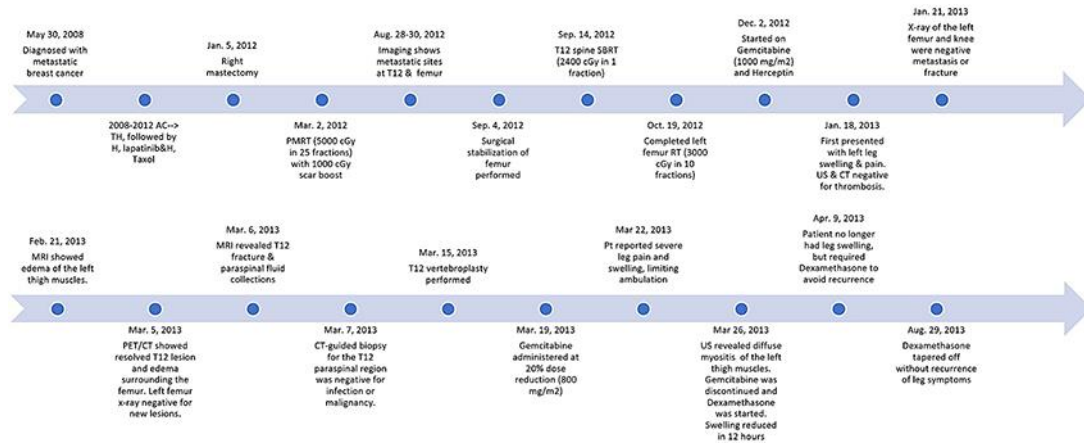 May 30, 2008
Diagnosed with
metastatic
breast cancer
2008-2012 AC-->
TH, followed by
H, lapatinib&H,
Taxol
Jan. 5, 2012
Right
mastectomy
Mar. 2, 2012
PMRT (5000 cGy
in 25 fractions)
with 1000 cGy
scar boost
Aug. 28-30, 2012
Imaging shows
metastatic sites
at T12 & femur
Sep. 4, 2012
Surgical
stabilization of
femur
performed
Sep. 14, 2012
T12 spine SBRT
(2400 cGy in 1
fraction)
Oct. 19, 2012
Completed left
femur RT (3000
cGy in 10
fractions)
Dec. 2, 2012
Started on
Gemcitabine
(1000 mg/m2)
and Herceptin
Jan. 18, 2013
First presented
with left leg
swelling & pain.
US & CT negative
for thrombosis.
Jan. 21, 2013
X-ray of the left
femur and knee
were negative
metastasis or
fracture
Feb. 21, 2013
MRI showed
edema of the left
thigh muscles.
Mar. 5, 2013
PET/CT showed
resolved T12 lesion
and edema
surrounding the
femur. Left femur
x-ray negative for
new lesions.
Mar. 6, 2013
MRI revealed T12
fracture &
paraspinal fluid
collections
Mar. 7, 2013
CT-guided biopsy
for the T12
paraspinal region
was negative for
infection or
malignancy.
Mar. 15, 2013
T12 vertebroplasty
performed
Mar. 19, 2013
Gemcitabine
administered at
20% dose
reduction (800
mg/m2)
Mar 22, 2013
Pt reported severe
leg pain and
swelling, limiting
ambulation
Mar 26, 2013
US revealed diffuse
myositis of the left
thigh muscles.
Gemcitabine was
discontinued and
Dexamethasone
was started.
Swelling reduced
in 12 hours
Apr. 9, 2013
Patient no longer
had leg swelling,
but required
Dexamethasone to
avoid recurrence
Aug. 29, 2013
Dexamethasone
tapered off
without recurrence
of leg symptoms